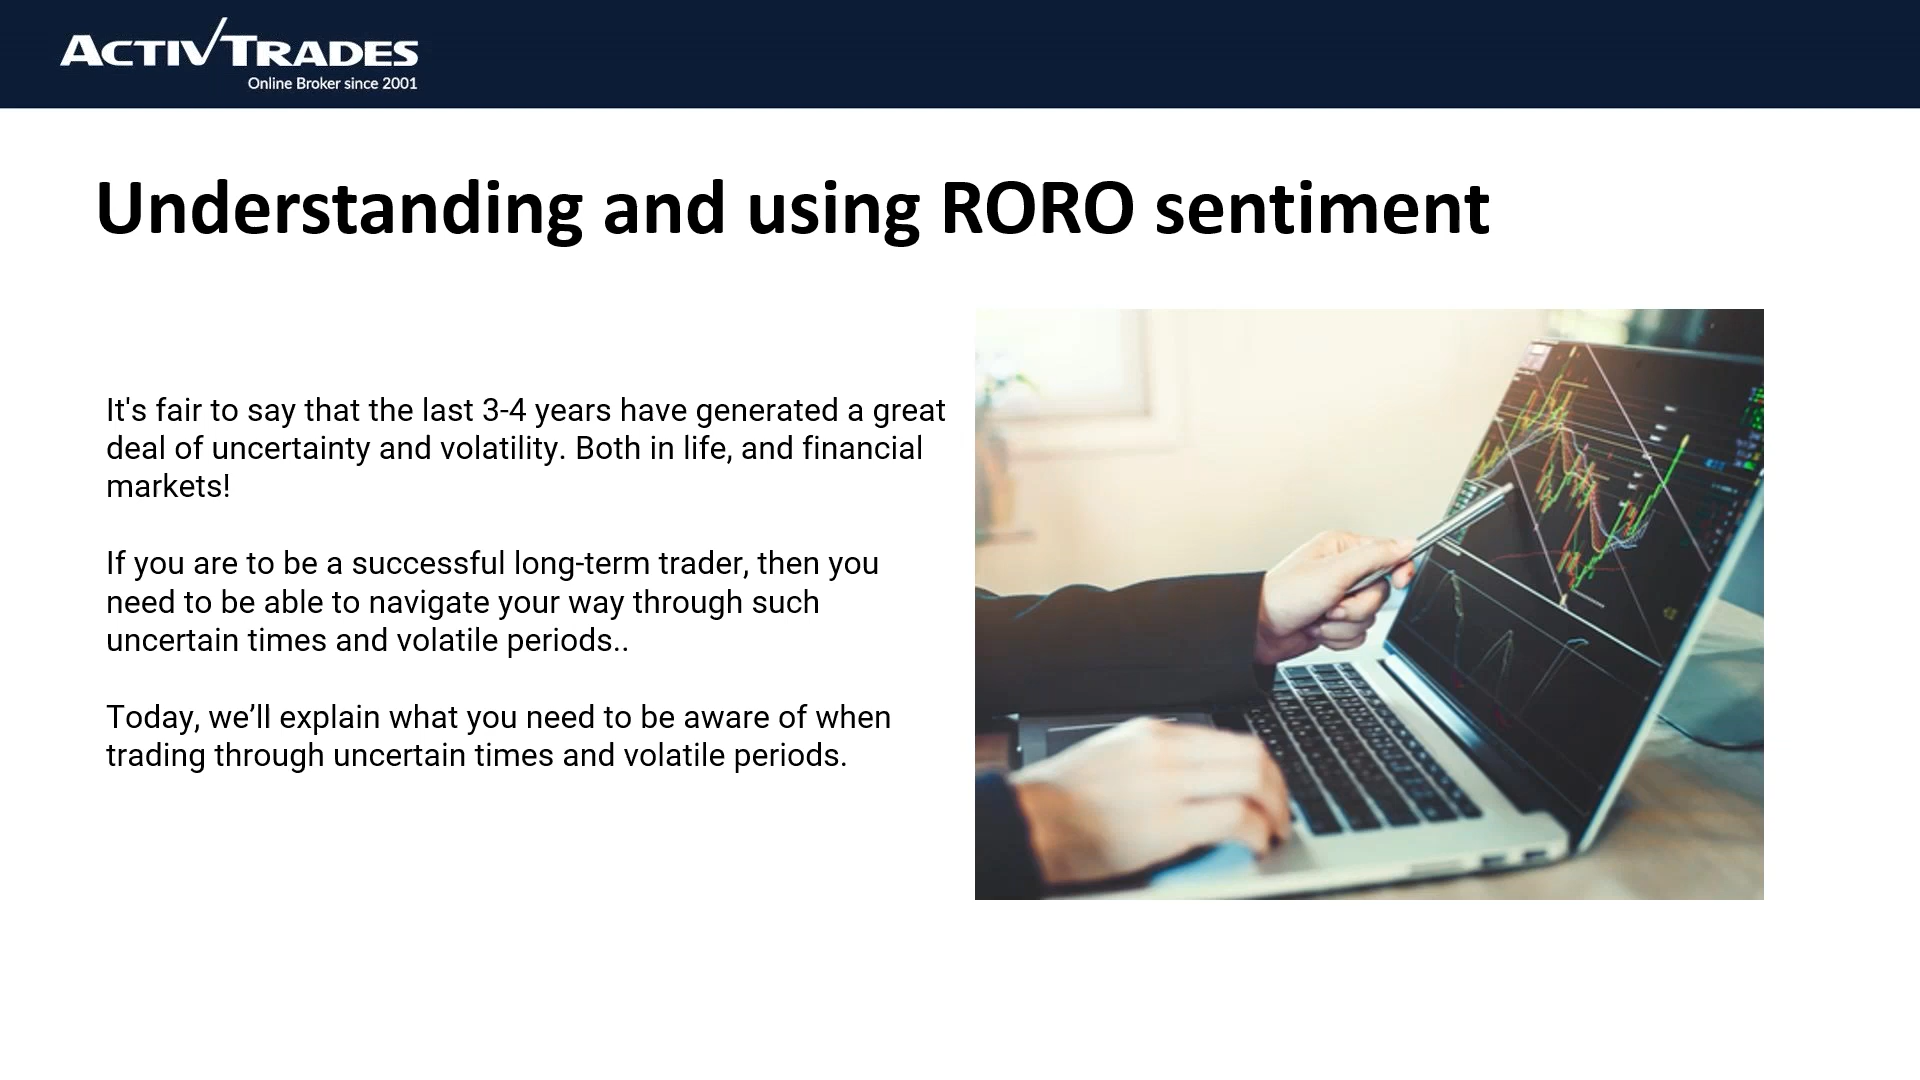 ACTIVTRADES
Online Broker since 2001
Understanding and using RORO sentiment
It's fair to say that the last 3-4 years have generated a great
deal of uncertainty and volatility. Both in life, and financial
markets!
If you are to be a successful long-term trader, then you
need to be able to navigate your way through such
uncertain times and volatile periods..
Today, we’ll explain what you need to be aware of when
trading through uncertain times and volatile periods.